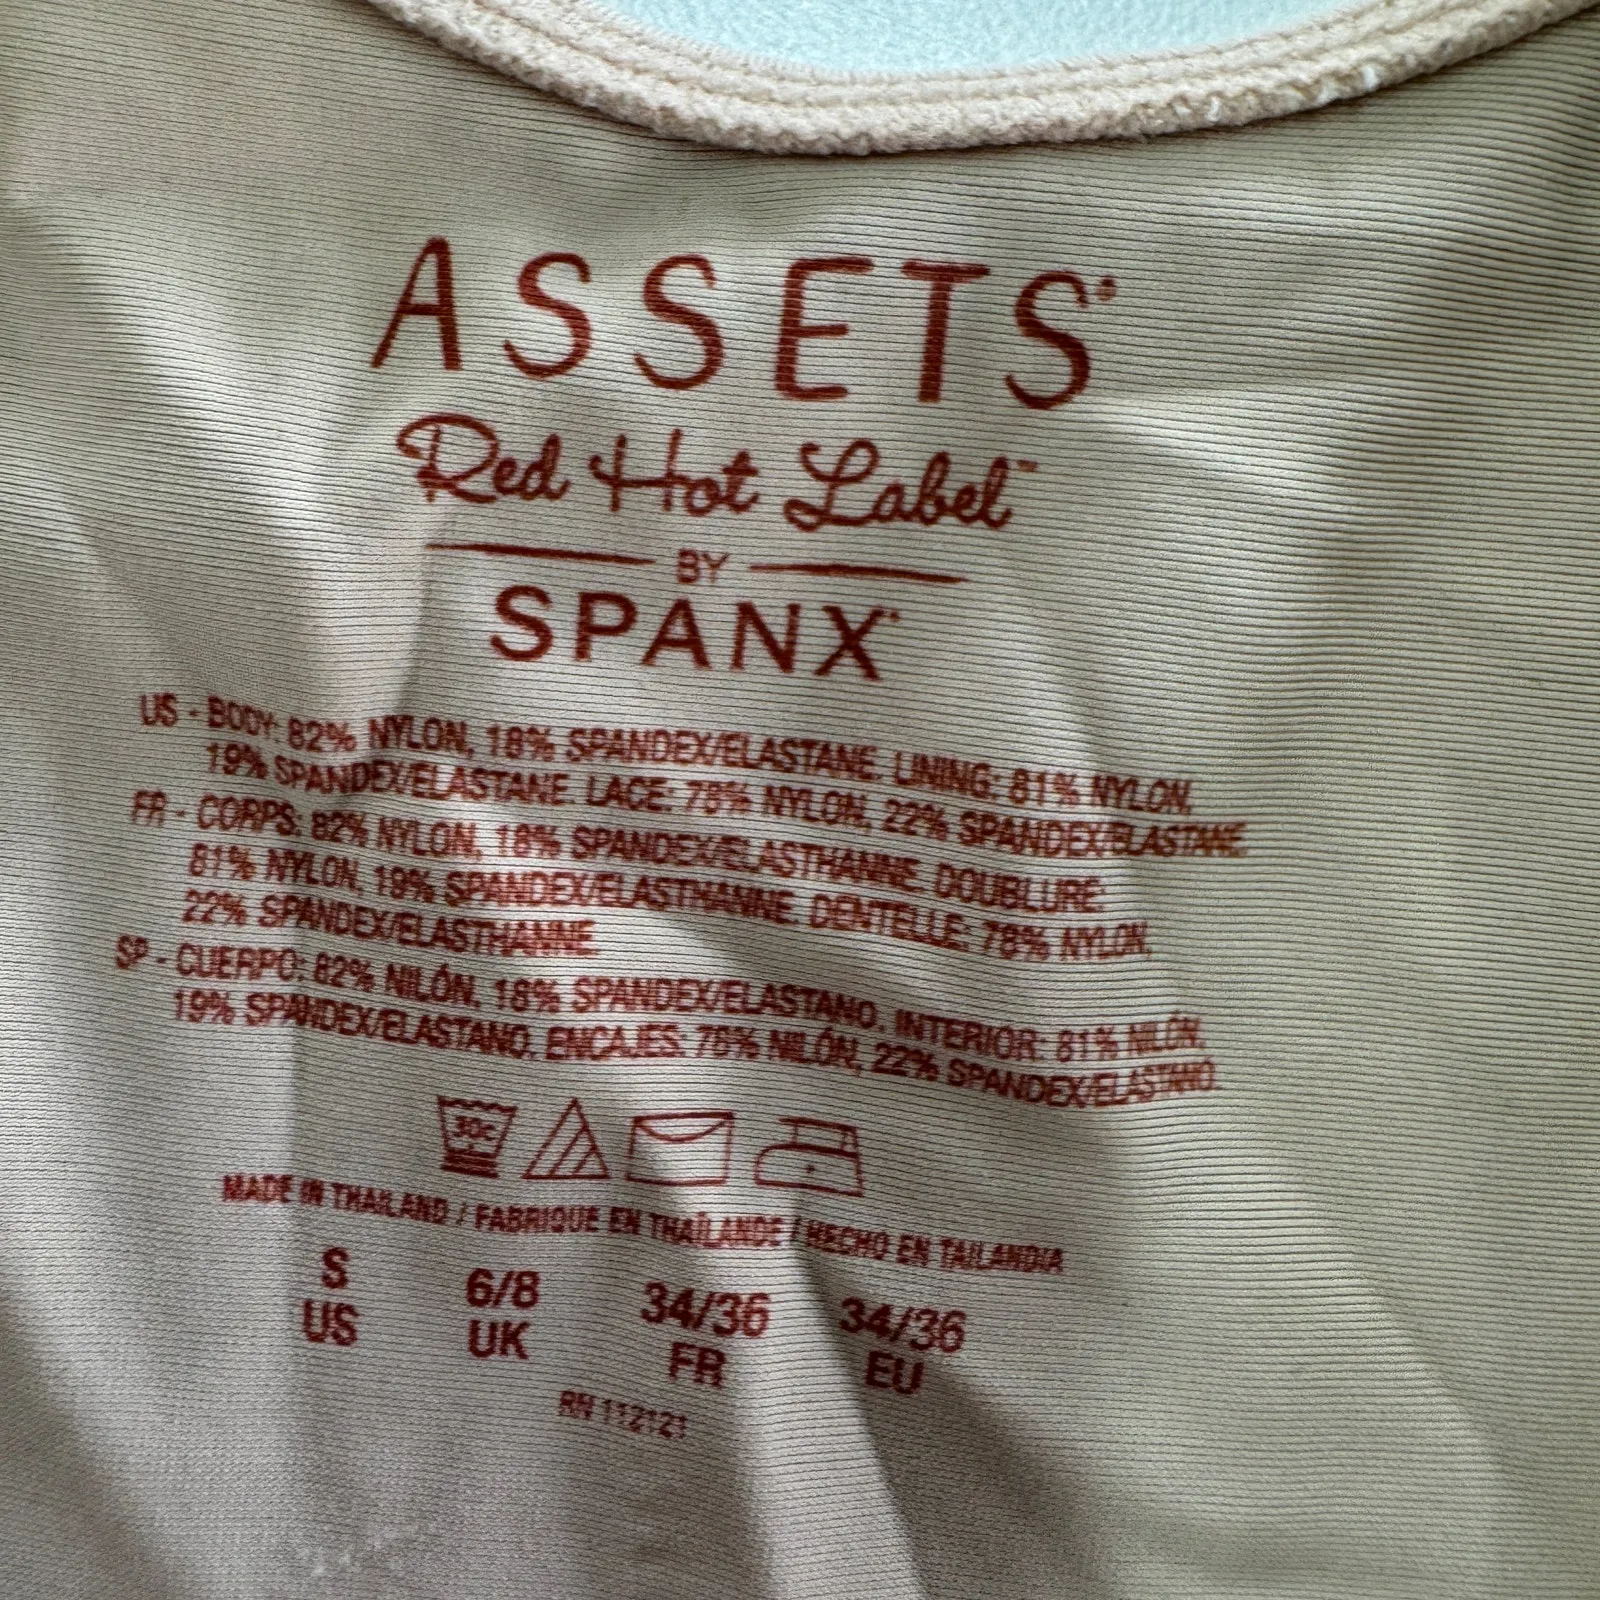 ASSETS®
Red Hot Label™
BY
SPANX®
US - BODY: 82% NYLON, 18% SPANDEX/ELASTANE. LINING: 81% NYLON,
19% SPANDEX/ELASTANE. LACE: 78% NYLON, 22% SPANDEX/ELASTANE.
FR - CORPS: 82% NYLON, 18% SPANDEX/ELASTHANNE. DOUBLURE:
81% NYLON, 19% SPANDEX/ELASTHANNE. DENTELLE: 78% NYLON,
22% SPANDEX/ELASTHANNE
SP - CUERPO: 82% NILÓN, 18% SPANDEX/ELASTANO. INTERIOR: 81% NILÓN,
19% SPANDEX/ELASTANO. ENCAJES: 78% NILÓN, 22% SPANDEX/ELASTANO.
30C
MADE IN THAILAND / FABRIQUE EN THAÏLANDE / HECHO EN TAILANDIA
S 6/8 34/36 34/36
US UK FR EU
RN 112121